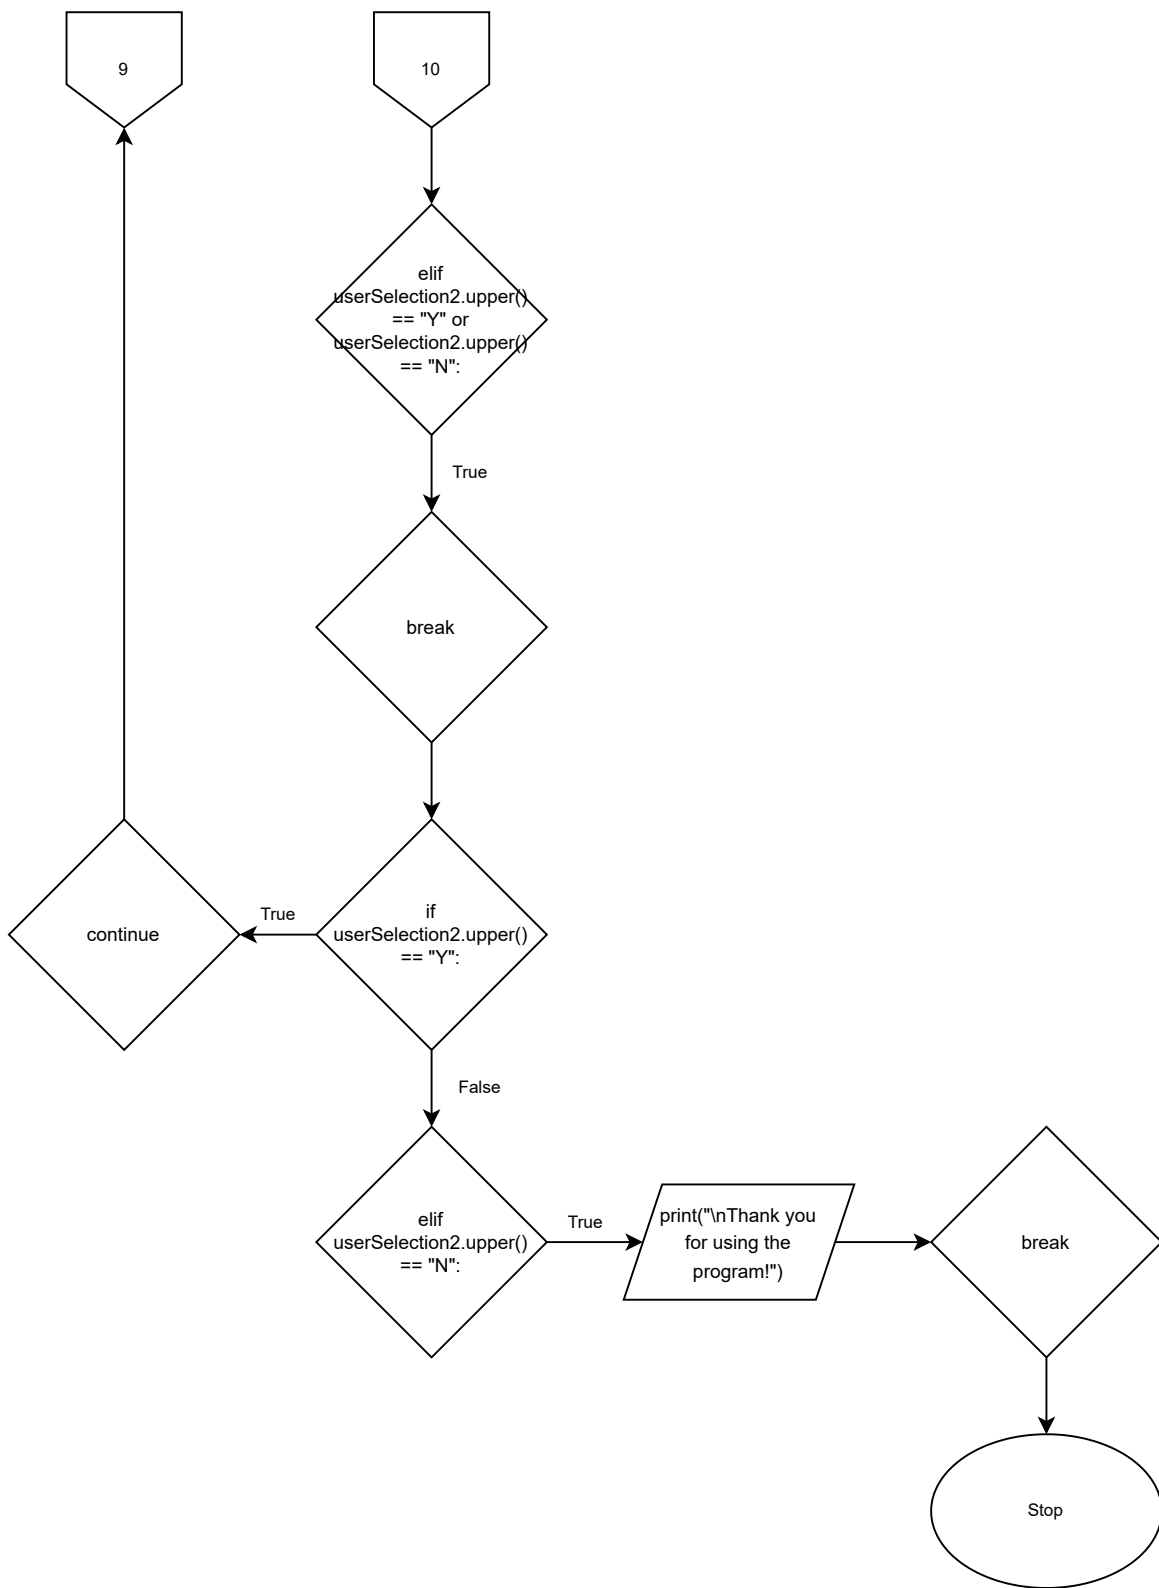 9
10
elif
userSelection2.upper()
== "Y" or
userSelection2.upper()
== "N":
True
break
continue
True
if
userSelection2.upper()
== "Y":
False
elif
userSelection2.upper()
== "N":
True
print("\nThank you
for using the
program!")
break
Stop